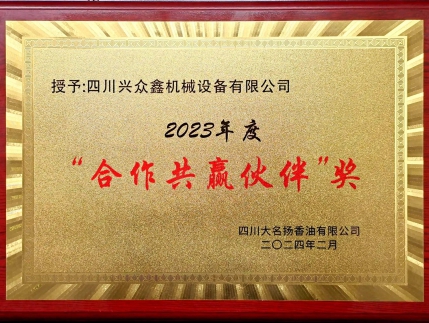 授予:四川兴众鑫机械设备有限公司
2023年度
“合作共赢伙伴”奖
四川大名扬香油有限公司
二〇二四年二月